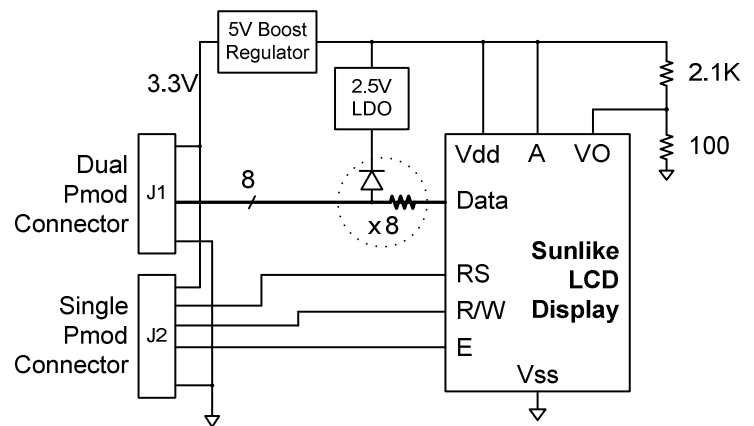 5V Boost
Regulator
3.3V
2.5V
LDO
2.1K
100
Dual
Pmod
Connector
J1
8
x8
Vdd A VO
Data
Sunlike
LCD
Display
RS
R/W
E
Vss
Single
Pmod
Connector
J2